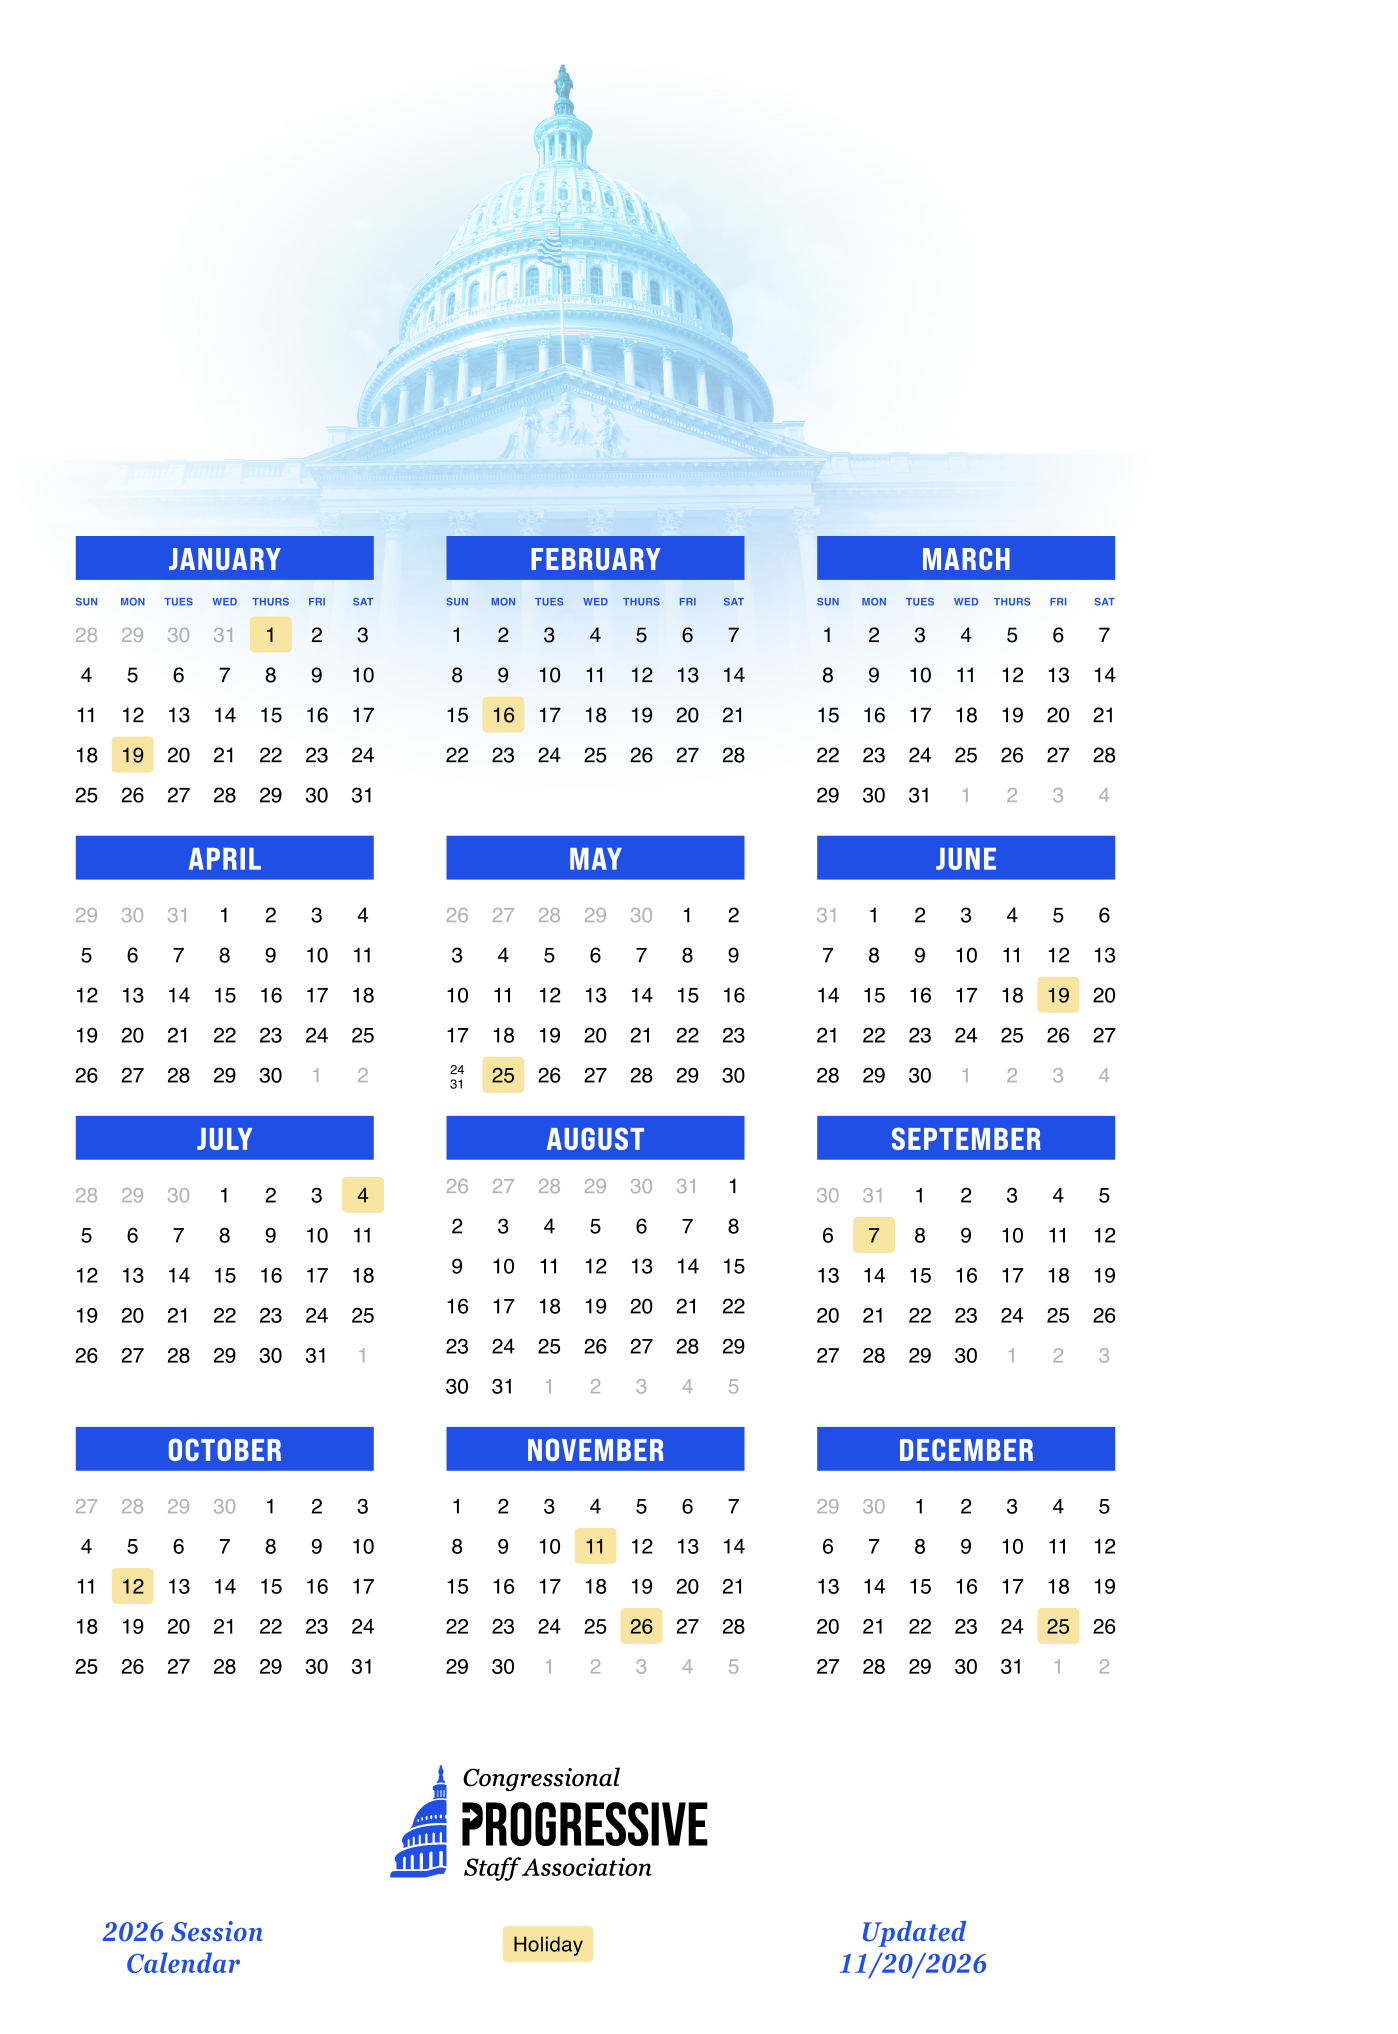 JANUARY
SUN MON TUES WED THURS FRI SAT
28 29 30 31 1 2 3
4 5 6 7 8 9 10
11 12 13 14 15 16 17
18 19 20 21 22 23 24
25 26 27 28 29 30 31
FEBRUARY
SUN MON TUES WED THURS FRI SAT
1 2 3 4 5 6 7
8 9 10 11 12 13 14
15 16 17 18 19 20 21
22 23 24 25 26 27 28
MARCH
SUN MON TUES WED THURS FRI SAT
1 2 3 4 5 6 7
8 9 10 11 12 13 14
15 16 17 18 19 20 21
22 23 24 25 26 27 28
29 30 31 1 2 3 4
APRIL
29 30 31 1 2 3 4
5 6 7 8 9 10 11
12 13 14 15 16 17 18
19 20 21 22 23 24 25
26 27 28 29 30 1 2
MAY
26 27 28 29 30 1 2
3 4 5 6 7 8 9
10 11 12 13 14 15 16
17 18 19 20 21 22 23
24 31 25 26 27 28 29 30
JUNE
31 1 2 3 4 5 6
7 8 9 10 11 12 13
14 15 16 17 18 19 20
21 22 23 24 25 26 27
28 29 30 1 2 3 4
JULY
28 29 30 1 2 3 4
5 6 7 8 9 10 11
12 13 14 15 16 17 18
19 20 21 22 23 24 25
26 27 28 29 30 31 1
AUGUST
26 27 28 29 30 31 1
2 3 4 5 6 7 8
9 10 11 12 13 14 15
16 17 18 19 20 21 22
23 24 25 26 27 28 29
30 31 1 2 3 4 5
SEPTEMBER
30 31 1 2 3 4 5
6 7 8 9 10 11 12
13 14 15 16 17 18 19
20 21 22 23 24 25 26
27 28 29 30 1 2 3
OCTOBER
27 28 29 30 1 2 3
4 5 6 7 8 9 10
11 12 13 14 15 16 17
18 19 20 21 22 23 24
25 26 27 28 29 30 31
NOVEMBER
1 2 3 4 5 6 7
8 9 10 11 12 13 14
15 16 17 18 19 20 21
22 23 24 25 26 27 28
29 30 1 2 3 4 5
DECEMBER
29 30 1 2 3 4 5
6 7 8 9 10 11 12
13 14 15 16 17 18 19
20 21 22 23 24 25 26
27 28 29 30 31 1 2
Congressional
PROGRESSIVE
Staff Association
2026 Session
Calendar
Holiday
Updated
11/20/2026